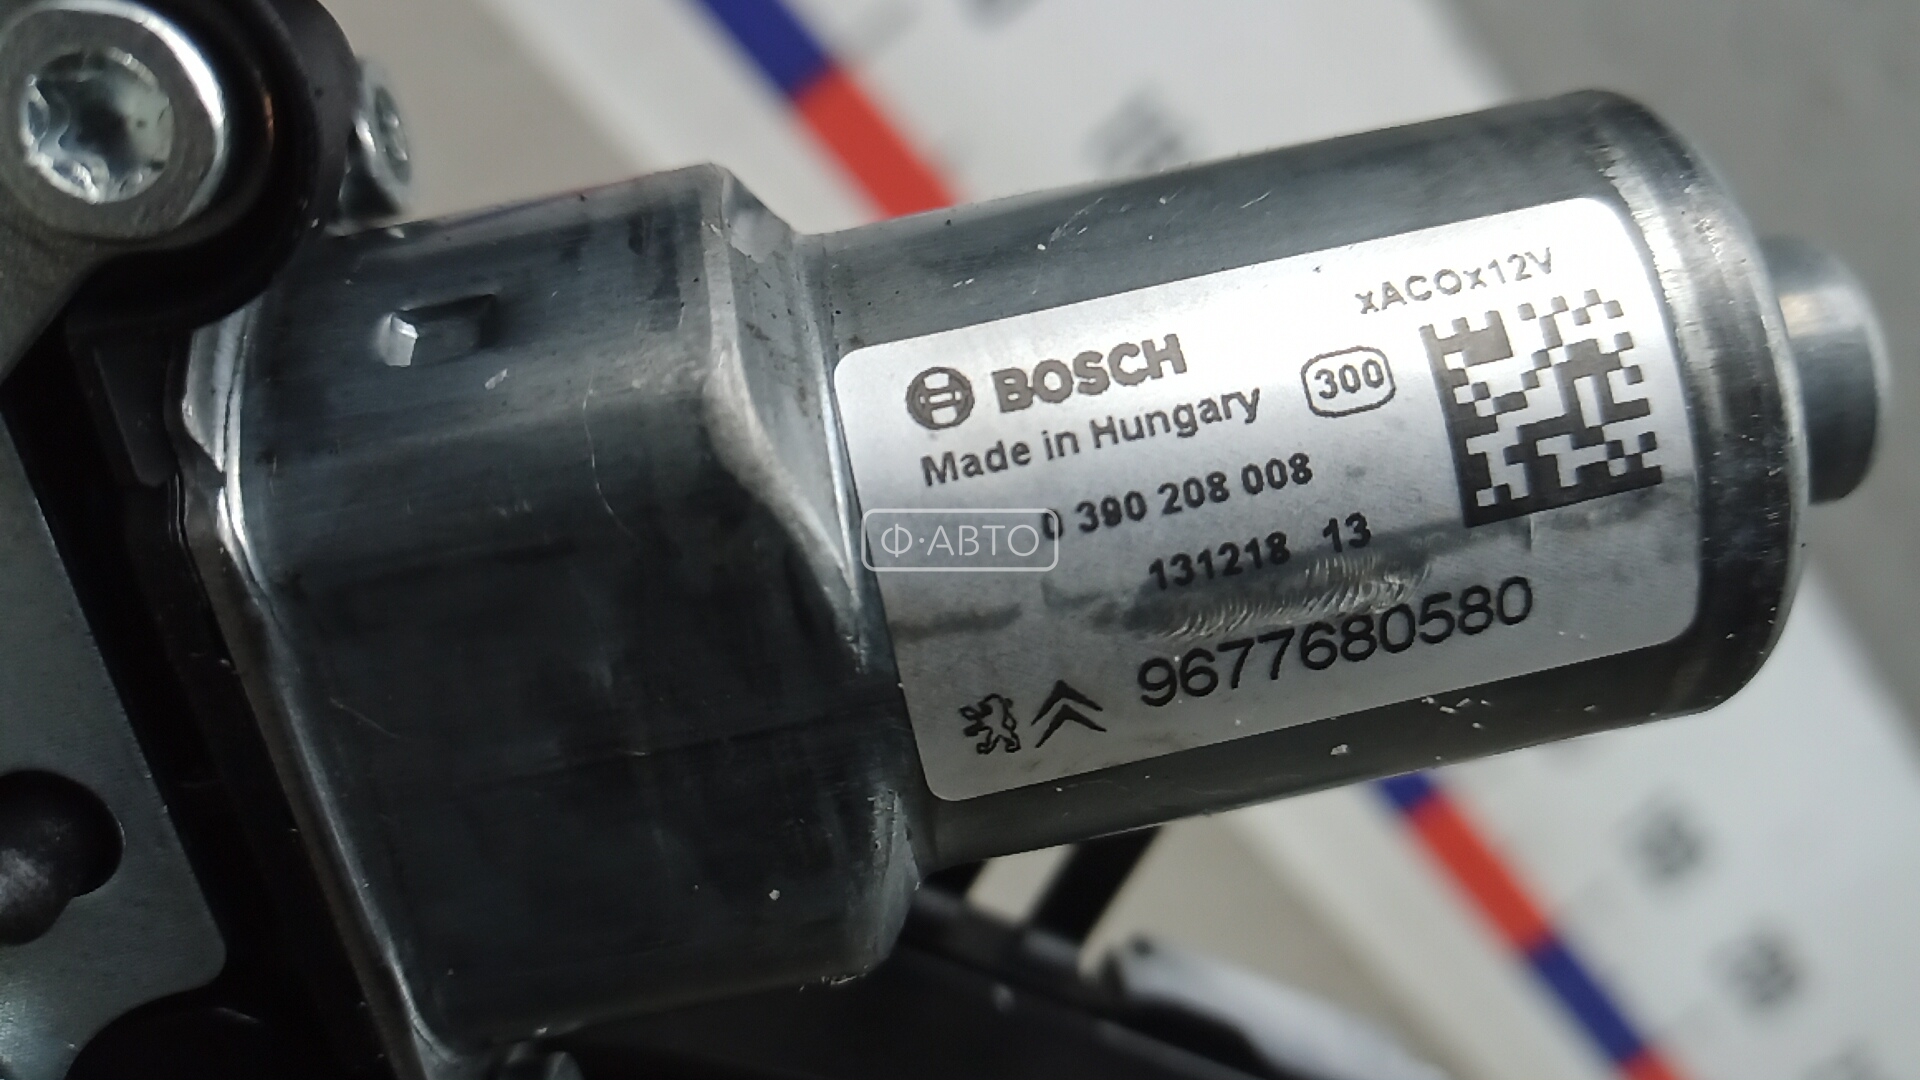 xACOx12V
BOSCH
300
Made in Hungary
0 390 208 008
Ф·АВТО
131218 13
9677680580